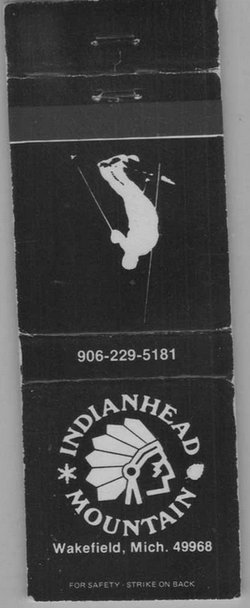 906-229-5181
INDIANHEAD
MOUNTAIN
Wakefield, Mich. 49968
FOR SAFETY - STRIKE ON BACK